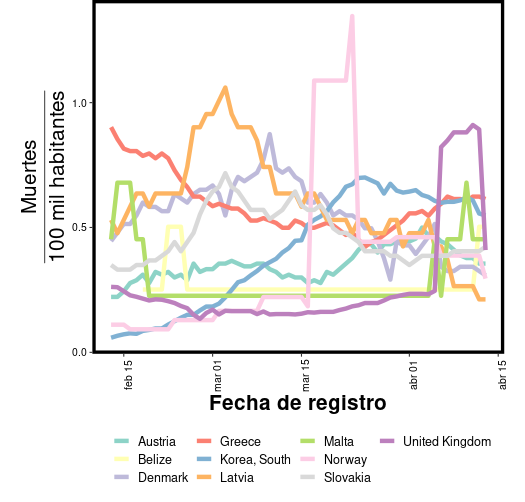 Muertes
100 mil habitantes
1.0
0.5
0.0
feb 15
mar 01
mar 15
abr 01
abr 15
Fecha de registro
Austria Greece Malta United Kingdom
Belize Korea, South Norway
Denmark Latvia Slovakia